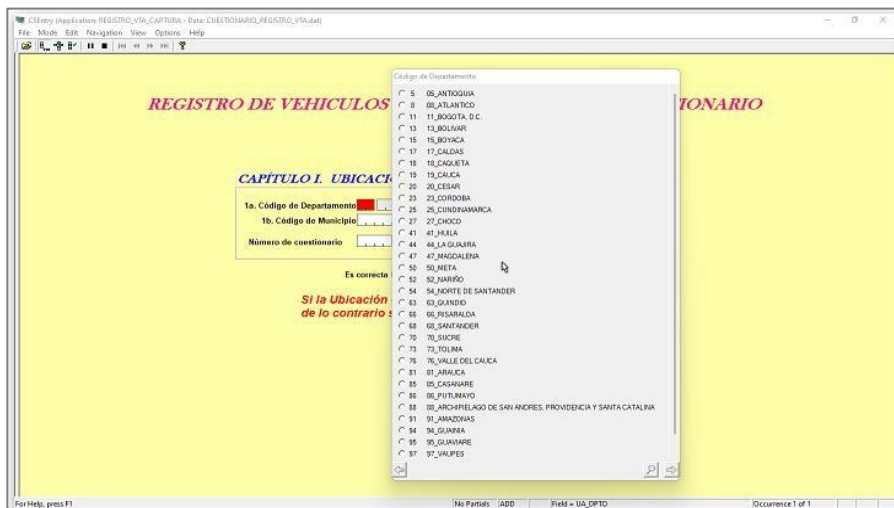 CSEntry (Application: REGISTRO_VTA_CAPTURA - Data: CUESTIONARIO_REGISTRO_VTA.dat)
File Mode Edit Navigation View Options Help
Código de Departamento
REGISTRO DE VEHICULOS
IONARIO
5 05_ANTIOQUIA
8 08_ATLANTICO
11 11_BOGOTA, D.C.
13 13_BOLIVAR
15 15_BOYACA
17 17_CALDAS
18 18_CAQUETA
19 19_CAUCA
20 20_CESAR
23 23_CORDOBA
25 25_CUNDINAMARCA
27 27_CHOCO
41 41_HUILA
44 44_LA GUAJIRA
47 47_MAGDALENA
50 50_META
52 52_NARIÑO
54 54_NORTE DE SANTANDER
63 63_QUINDIO
66 66_RISARALDA
68 68_SANTANDER
70 70_SUCRE
73 73_TOLIMA
76 76_VALLE DEL CAUCA
81 81_ARAUCA
85 85_CASANARE
86 86_PUTUMAYO
88 88_ARCHIPIELAGO DE SAN ANDRES, PROVIDENCIA Y SANTA CATALINA
91 91_AMAZONAS
94 94_GUAINIA
95 95_GUAVIARE
97 97_VAUPES
CAPÍTULO I. UBICACI
1a. Código de Departamento
1b. Código de Municipio
Número de cuestionario
Es correcta
Si la Ubicación
de lo contrario s
For Help, press F1
No Partials ADD Field = UA_DPTO Occurrence 1 of 1